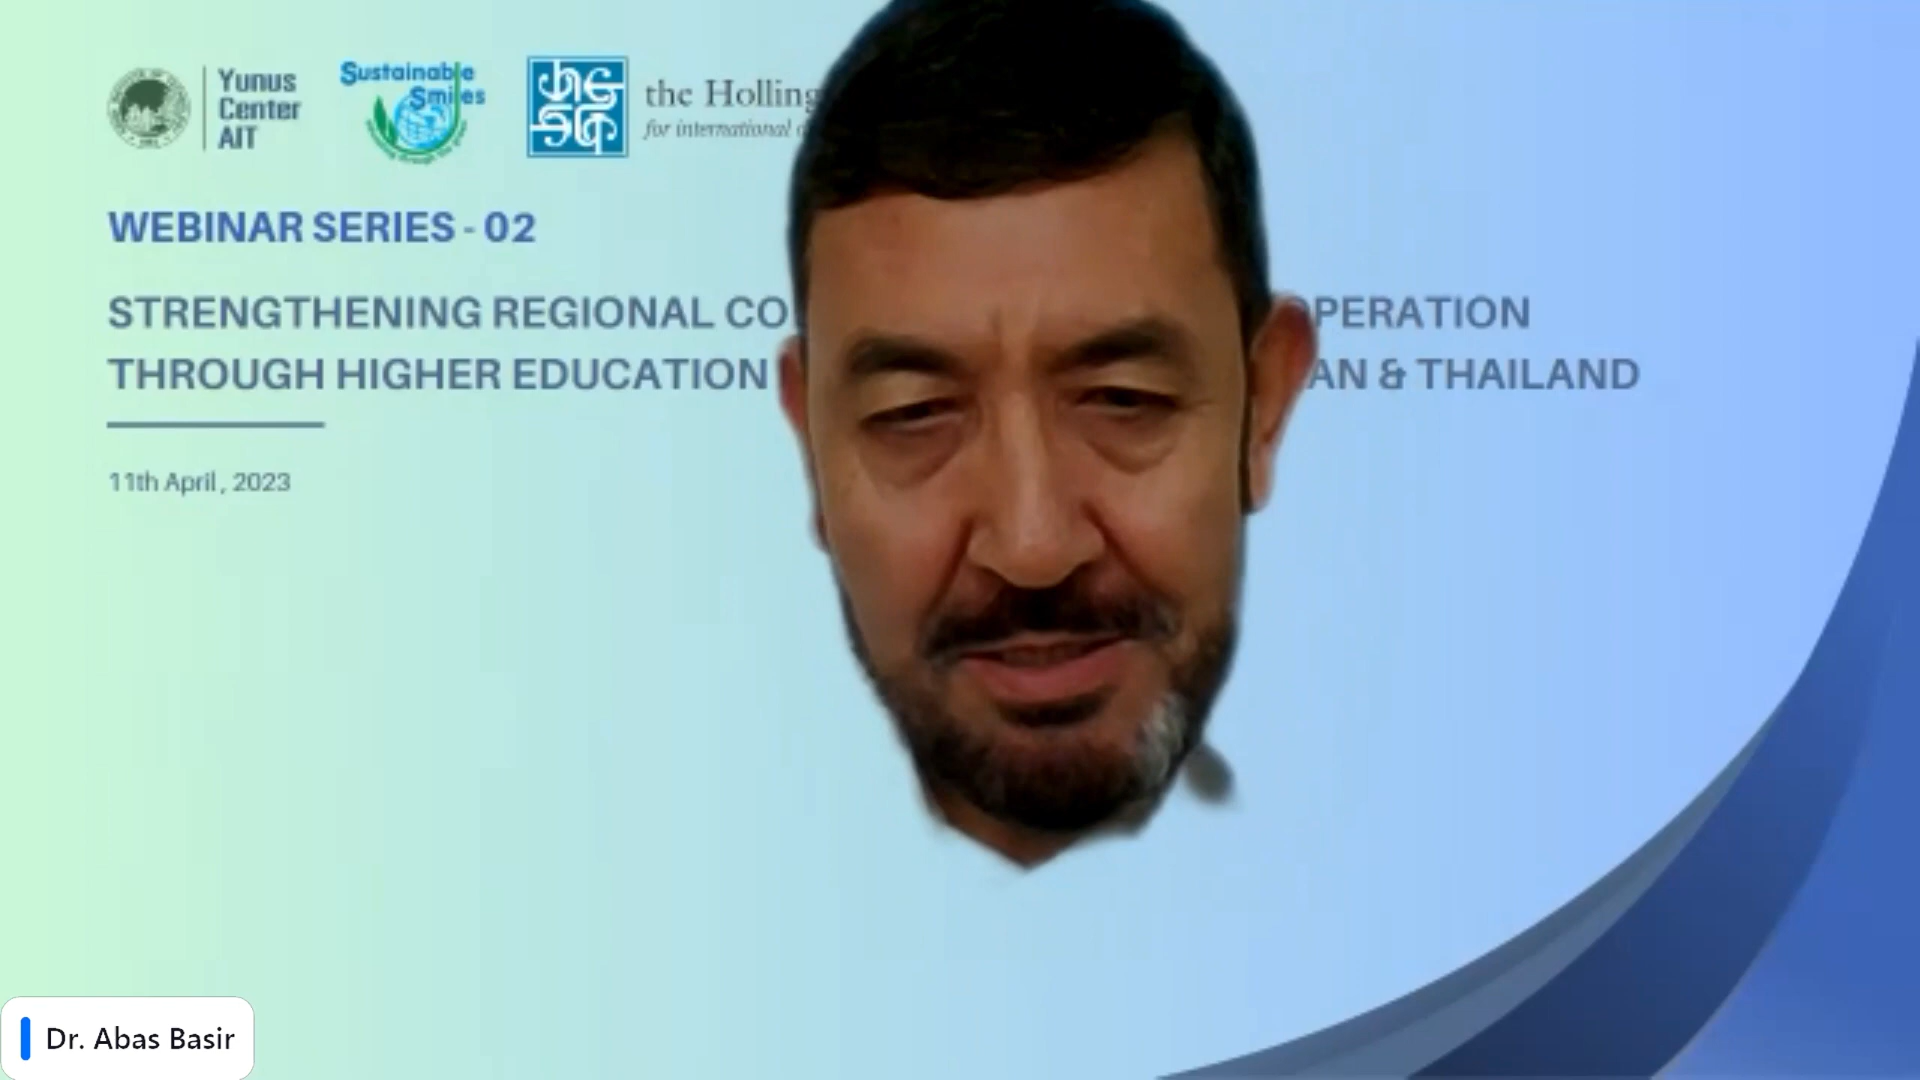 Yunus
Center
AIT
Sustainable
Smiles
the Holling
for international
WEBINAR SERIES - 02
STRENGTHENING REGIONAL CO PERATION
THROUGH HIGHER EDUCATION AN & THAILAND
11th April, 2023
Dr. Abas Basir